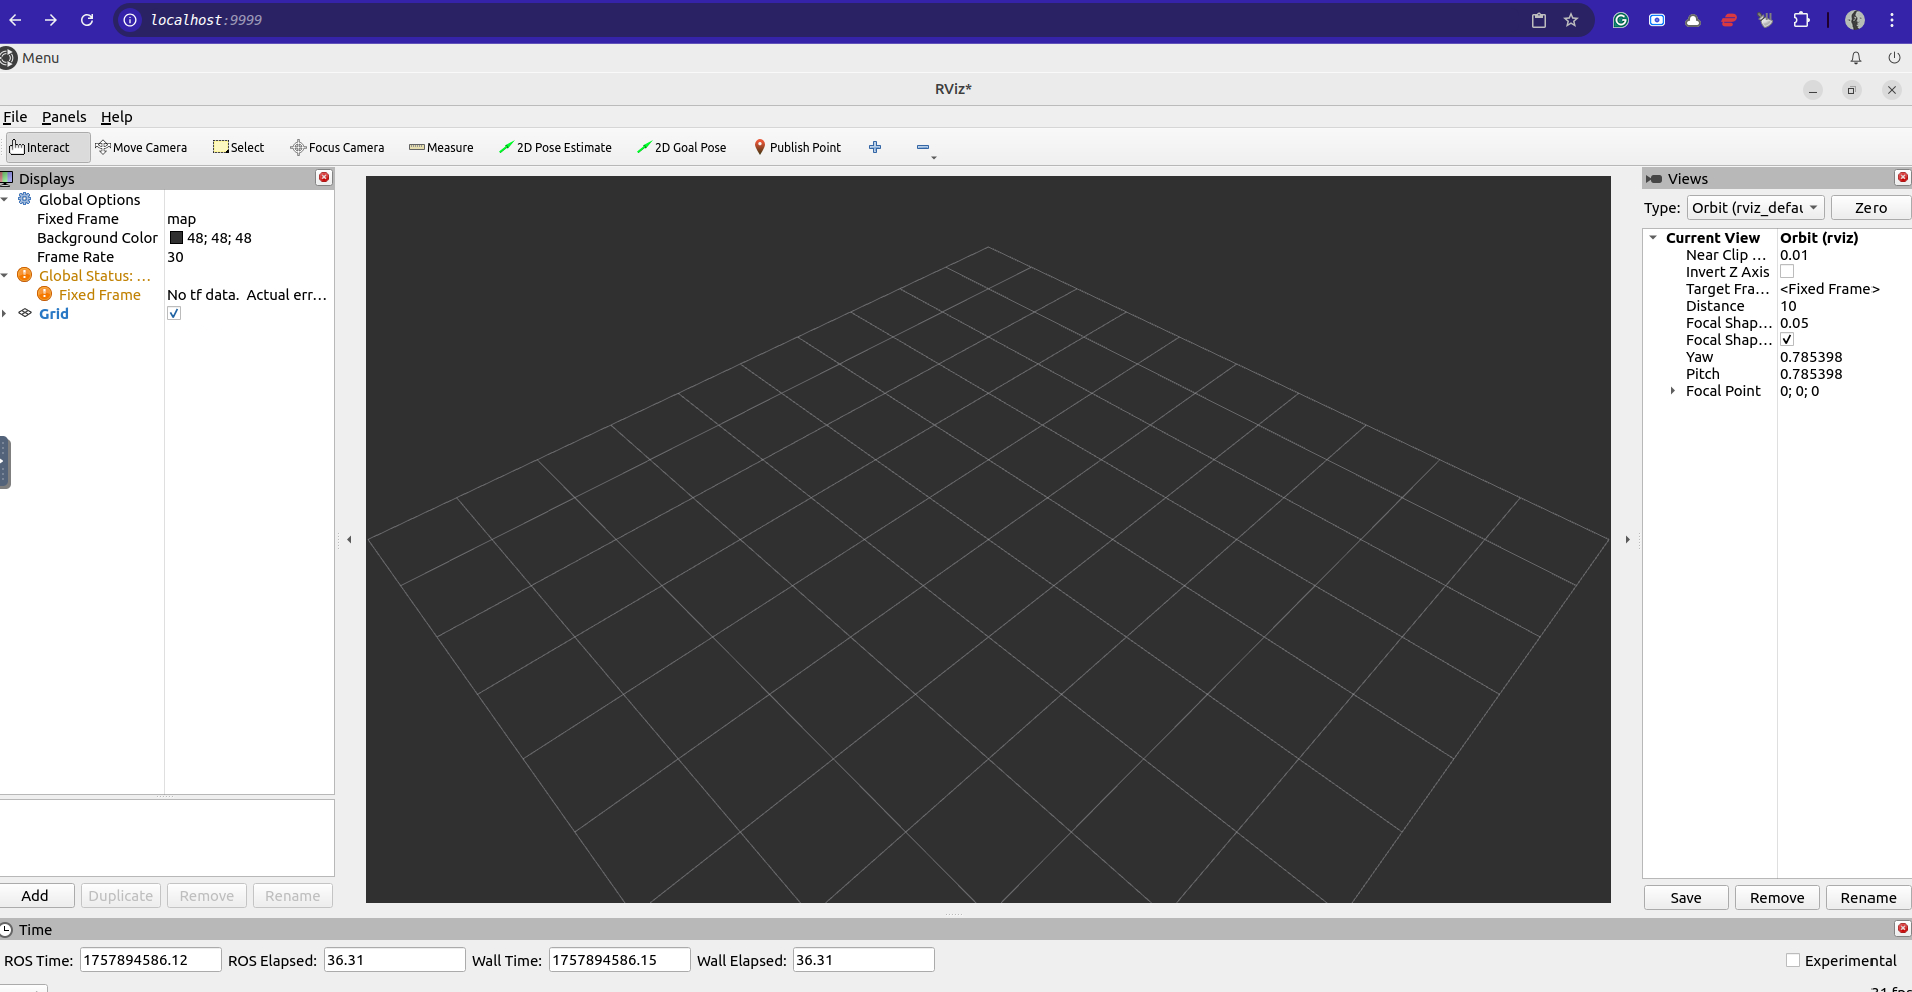 localhost:9999
Menu
RViz*
File Panels Help
Interact Move Camera Select Focus Camera Measure 2D Pose Estimate 2D Goal Pose Publish Point
Displays
Global Options
Fixed Frame map
Background Color 48; 48; 48
Frame Rate 30
Global Status: ...
Fixed Frame No tf data. Actual err...
Grid
Add Duplicate Remove Rename
Views
Type: Orbit (rviz_defau Zero
Current View Orbit (rviz)
Near Clip ... 0.01
Invert Z Axis
Target Fra... <Fixed Frame>
Distance 10
Focal Shap... 0.05
Focal Shap...
Yaw 0.785398
Pitch 0.785398
Focal Point 0; 0; 0
Save Remove Rename
Time
ROS Time: 1757894586.12 ROS Elapsed: 36.31 Wall Time: 1757894586.15 Wall Elapsed: 36.31 Experimental